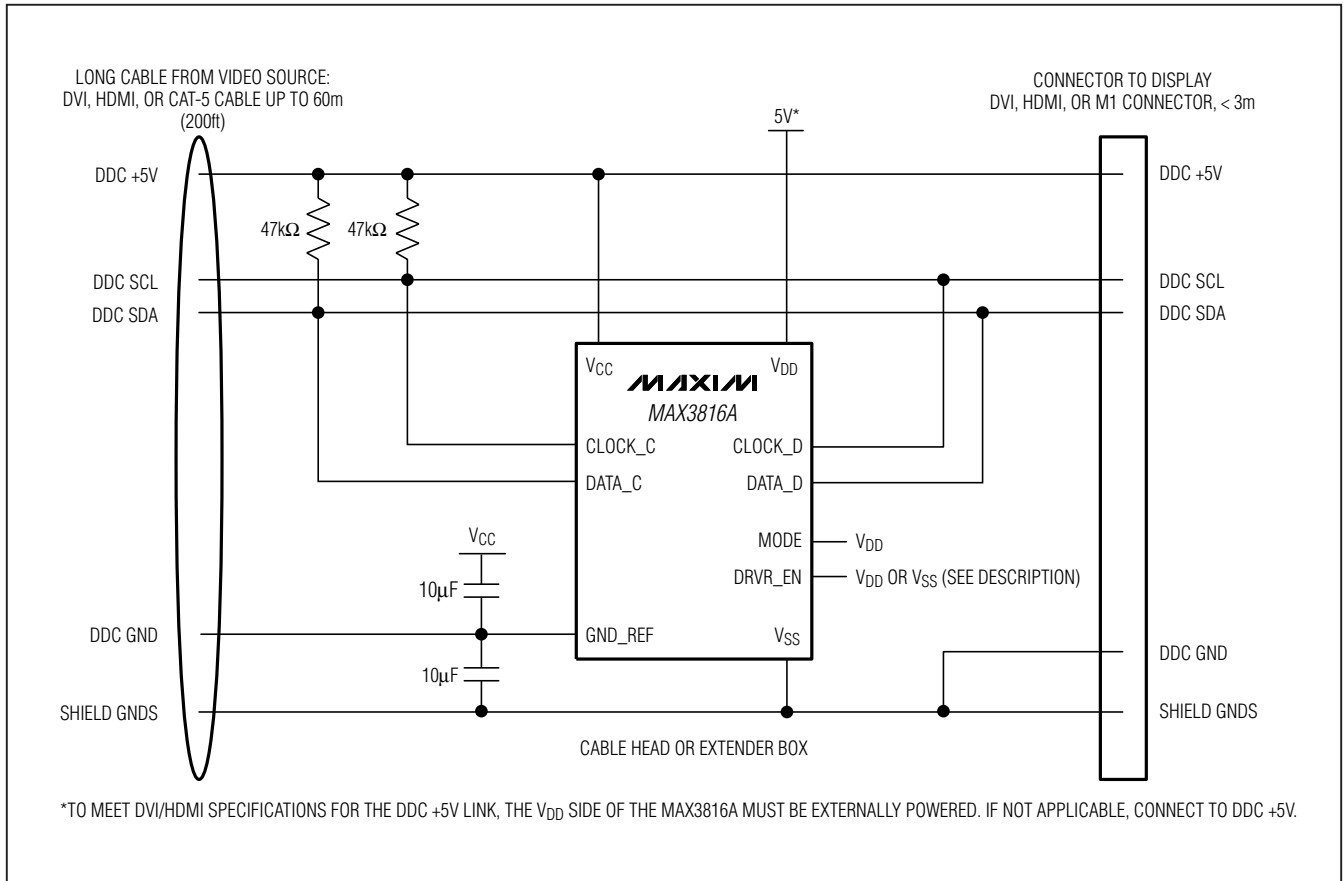 LONG CABLE FROM VIDEO SOURCE:
DVI, HDMI, OR CAT-5 CABLE UP TO 60m
(200ft)
CONNECTOR TO DISPLAY
DVI, HDMI, OR M1 CONNECTOR, < 3m
5V*
DDC +5V
DDC +5V
47kΩ
47kΩ
DDC SCL
DDC SCL
DDC SDA
DDC SDA
VCC
VDD
MAXIM
MAX3816A
CLOCK_C
CLOCK_D
DATA_C
DATA_D
VCC
MODE
VDD
10μF
DRVR_EN
VDD OR VSS (SEE DESCRIPTION)
DDC GND
GND_REF
VSS
DDC GND
10μF
SHIELD GNDS
SHIELD GNDS
CABLE HEAD OR EXTENDER BOX
*TO MEET DVI/HDMI SPECIFICATIONS FOR THE DDC +5V LINK, THE VDD SIDE OF THE MAX3816A MUST BE EXTERNALLY POWERED. IF NOT APPLICABLE, CONNECT TO DDC +5V.